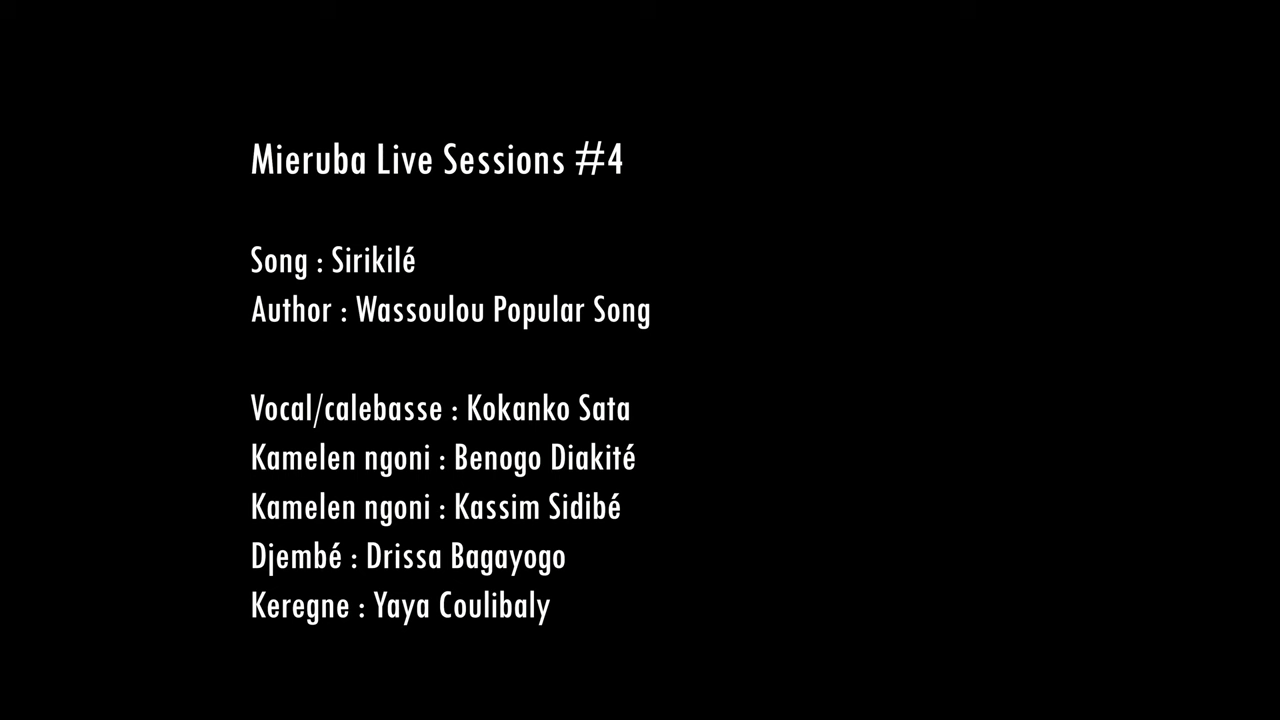 Mieruba Live Sessions #4
Song : Sirikilé
Author : Wassoulou Popular Song
Vocal/calebasse : Kokanko Sata
Kamelen ngoni : Benogo Diakité
Kamelen ngoni : Kassim Sidibé
Djembé : Drissa Bagayogo
Keregne : Yaya Coulibaly